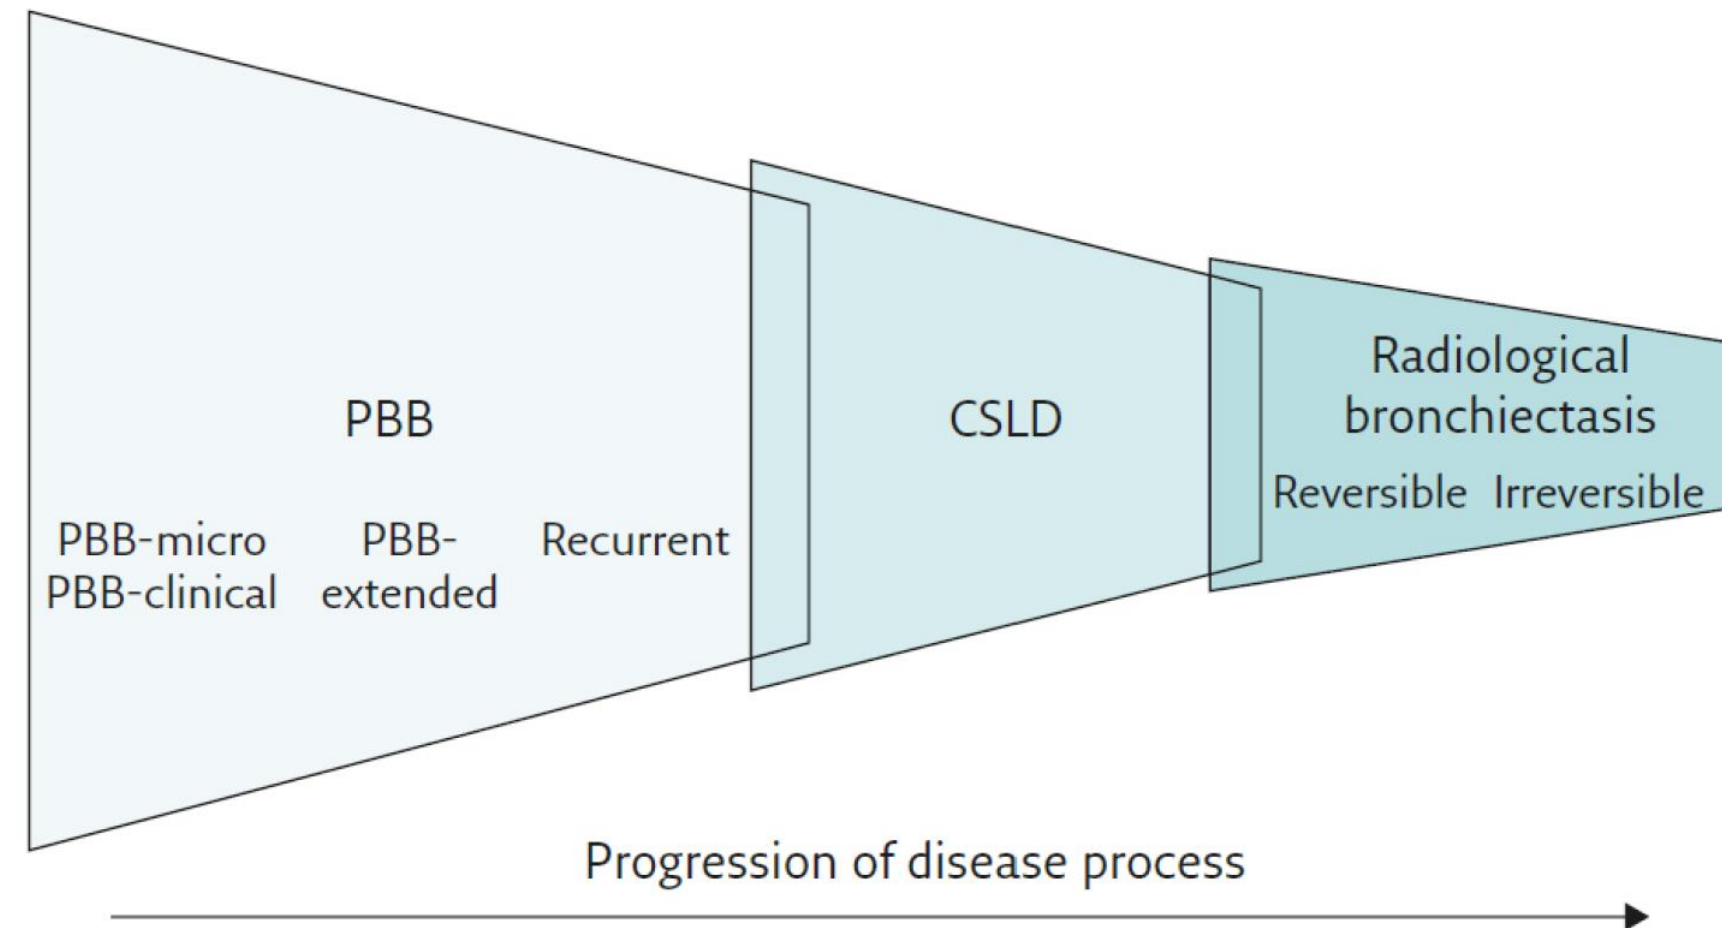 PBB
PBB-micro
PBB-clinical
PBB-
extended
Recurrent
CSLD
Radiological
bronchiectasis
Reversible Irreversible
Progression of disease process